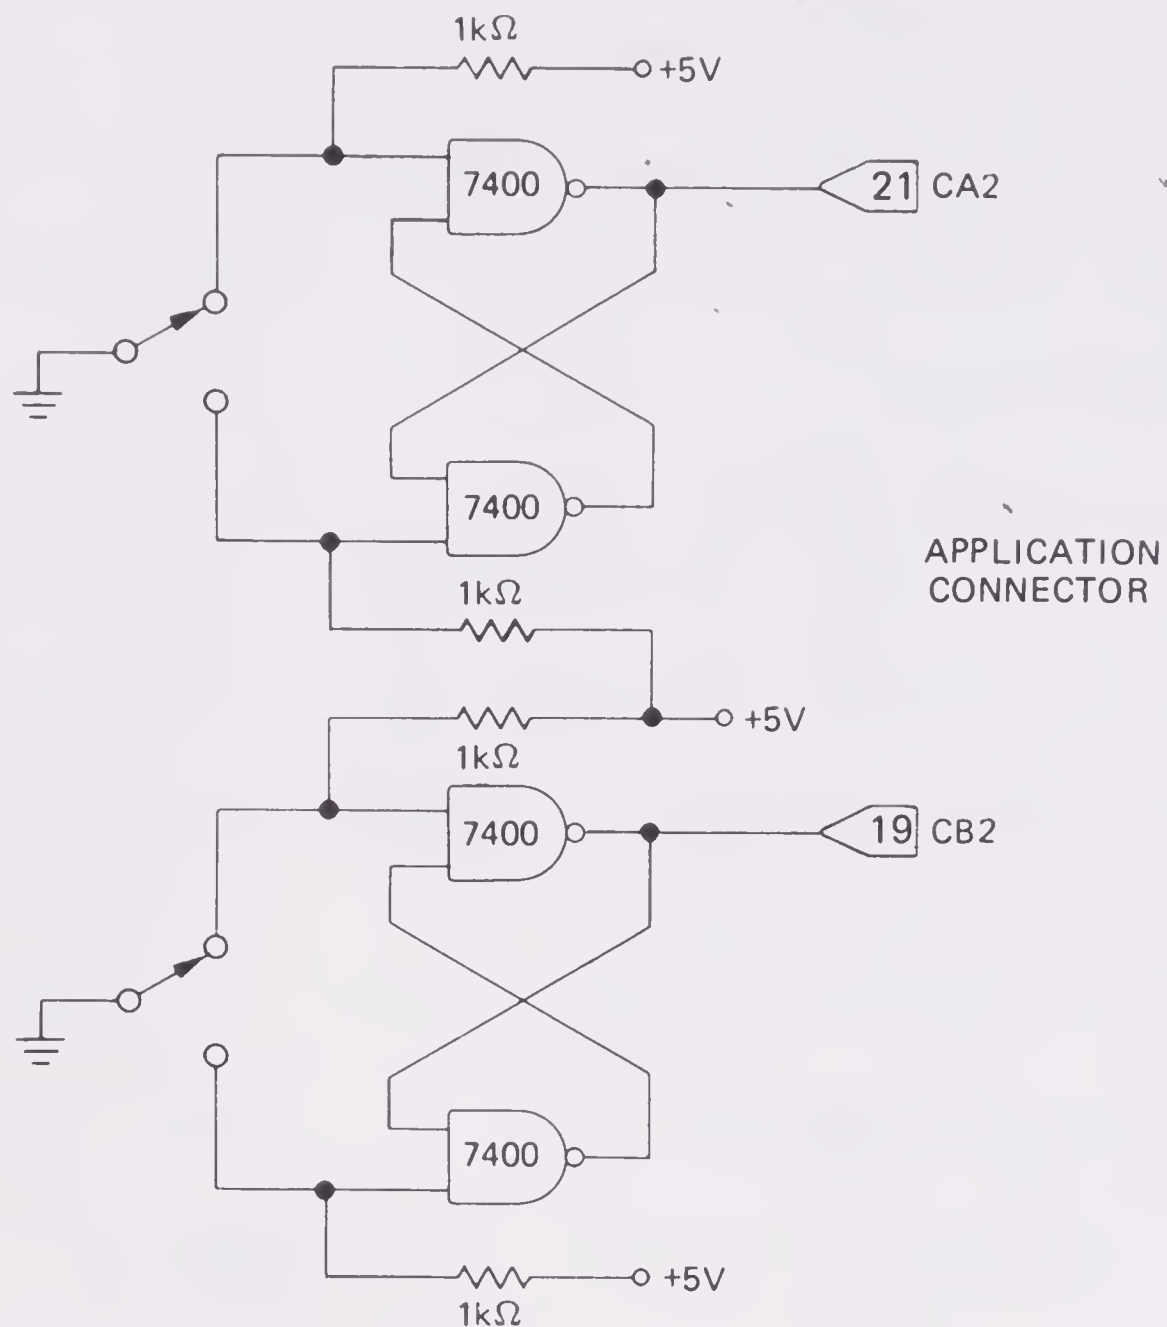 1kΩ
+5V
7400
21 CA2
7400
APPLICATION
CONNECTOR
1kΩ
+5V
1kΩ
7400
19 CB2
7400
+5V
1kΩ